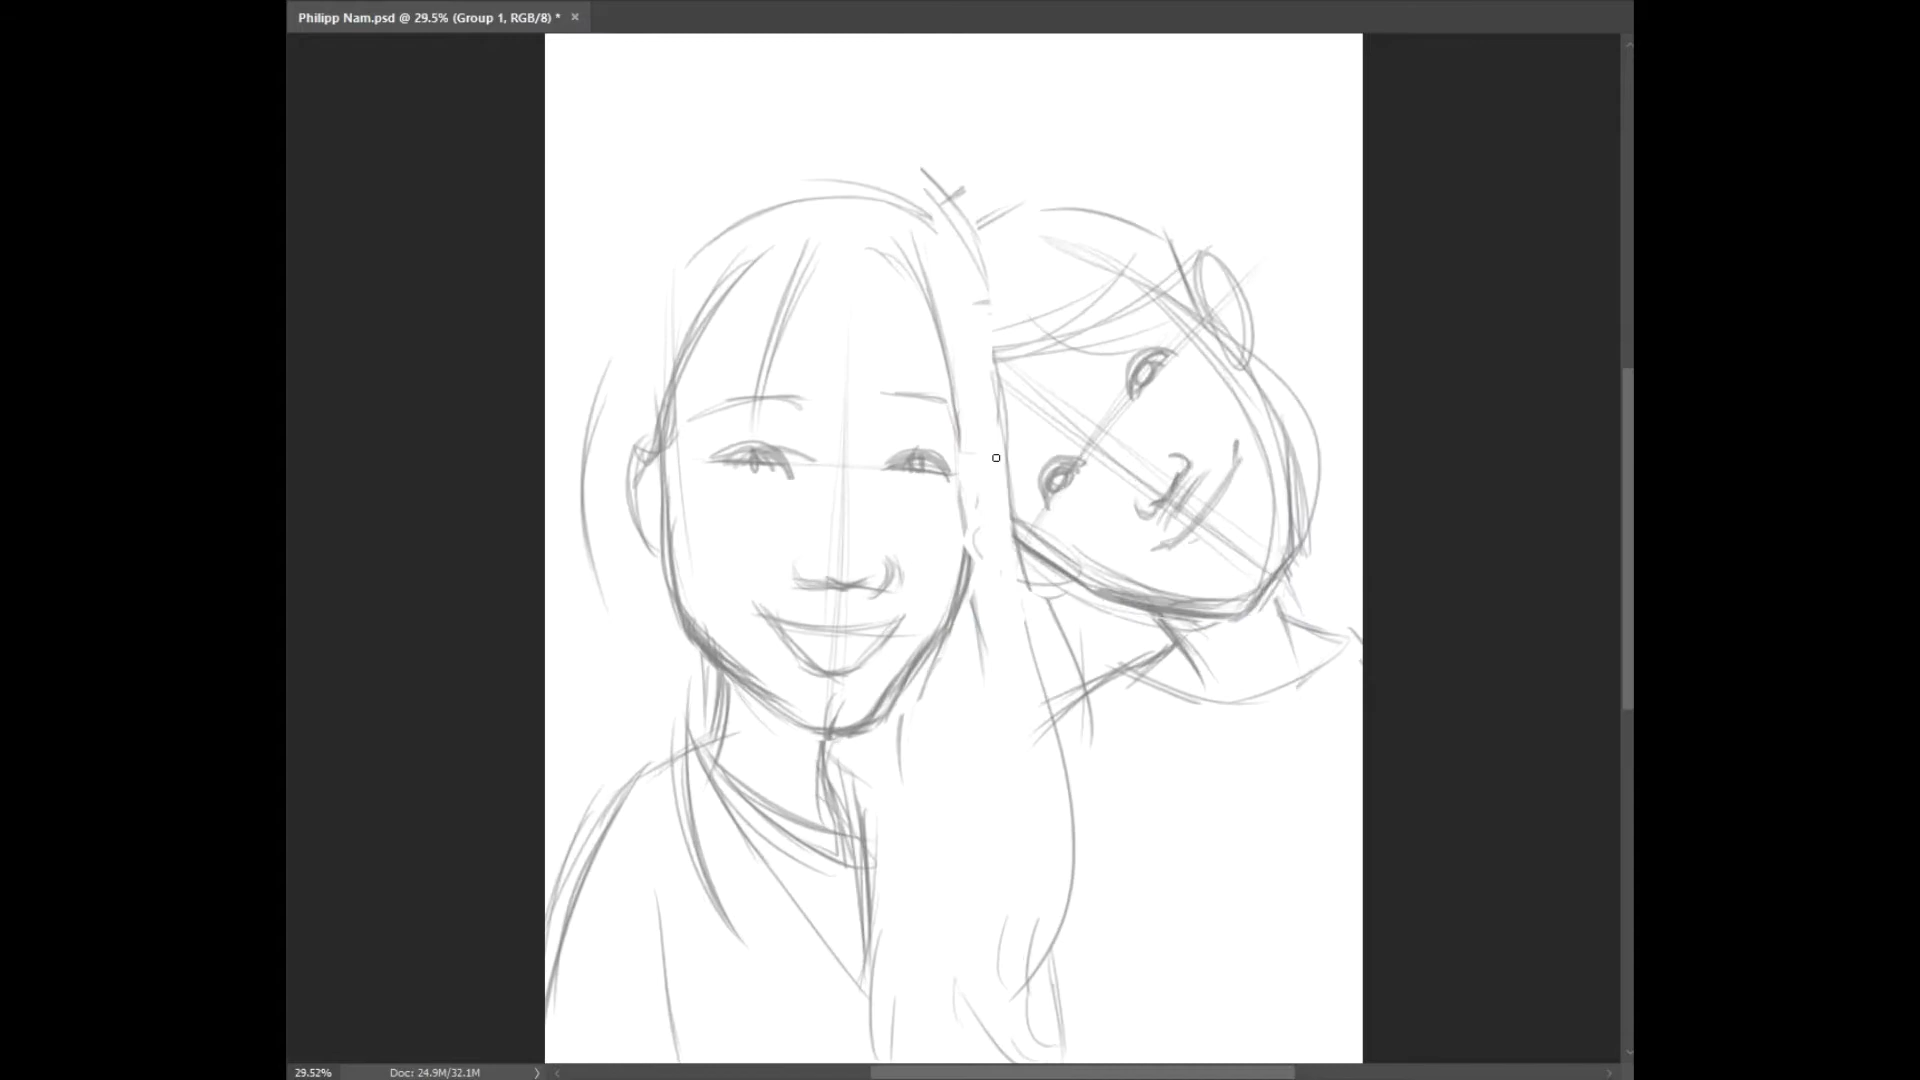 Philipp Nam.psd @ 29.5% (Group 1, RGB/8) * ×
29.52% Doc: 24.9M/32.1M